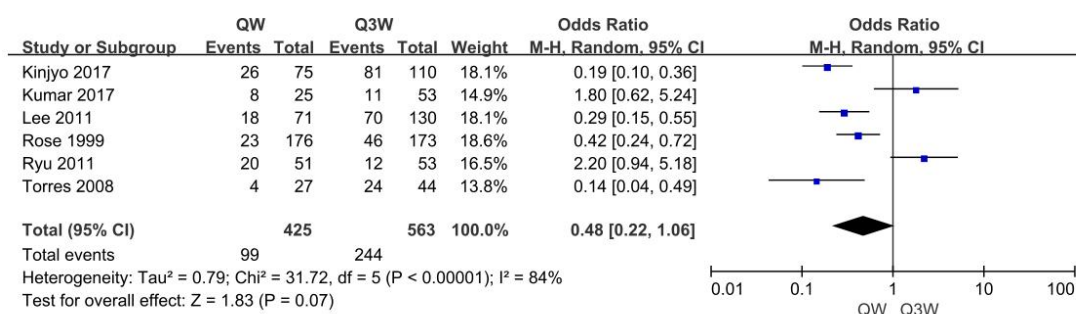 QW Q3W Odds Ratio Odds Ratio
Study or Subgroup Events Total Events Total Weight M-H, Random, 95% CI M-H, Random, 95% CI
Kinjyo 2017 26 75 81 110 18.1% 0.19 [0.10, 0.36]
Kumar 2017 8 25 11 53 14.9% 1.80 [0.62, 5.24]
Lee 2011 18 71 70 130 18.1% 0.29 [0.15, 0.55]
Rose 1999 23 176 46 173 18.6% 0.42 [0.24, 0.72]
Ryu 2011 20 51 12 53 16.5% 2.20 [0.94, 5.18]
Torres 2008 4 27 24 44 13.8% 0.14 [0.04, 0.49]
Total (95% CI) 425 563 100.0% 0.48 [0.22, 1.06]
Total events 99 244
Heterogeneity: Tau² = 0.79; Chi² = 31.72, df = 5 (P < 0.00001); I² = 84%
Test for overall effect: Z = 1.83 (P = 0.07)
0.01 0.1 1 10 100
QW Q3W